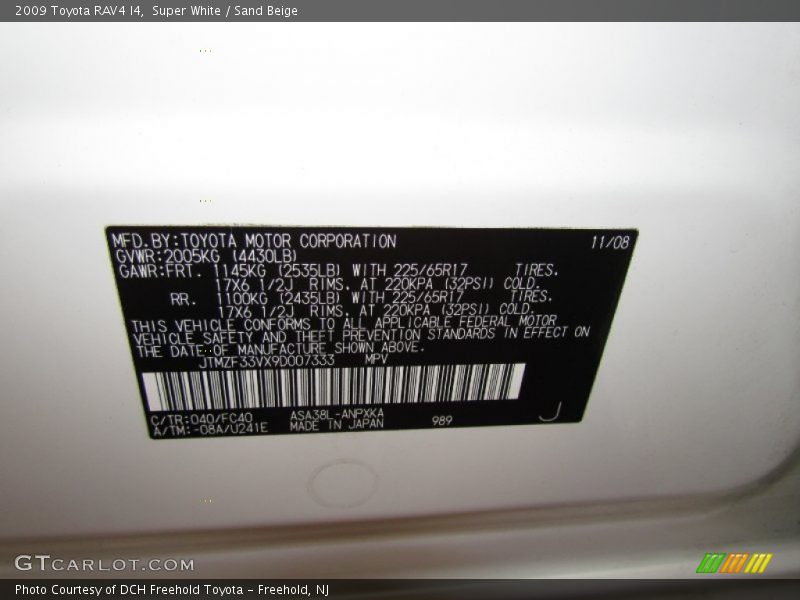 2009 Toyota RAV4 I4,  Super White / Sand Beige
MFD.BY:TOYOTA MOTOR CORPORATION 11/08
GVWR:2005KG (4430LB)
GAWR:FRT. 1145KG (2535LB) WITH 225/65R17 TIRES.
17X6 1/2J RIMS. AT 220KPA (32PSI) COLD.
RR. 1100KG (2435LB) WITH 225/65R17 TIRES.
17X6 1/2J RIMS. AT 220KPA (32PSI) COLD.
THIS VEHICLE CONFORMS TO ALL APPLICABLE FEDERAL MOTOR
VEHICLE SAFETY AND THEFT PREVENTION STANDARDS IN EFFECT ON
THE DATE OF MANUFACTURE SHOWN ABOVE.
JTMZF33VX9D007333 MPV
C/TR:040/FC40 ASA38L-ANPXKA
A/TM:-08A/U241E MADE IN JAPAN 989 J
GTCARLOT.COM
Photo Courtesy of DCH Freehold Toyota - Freehold, NJ